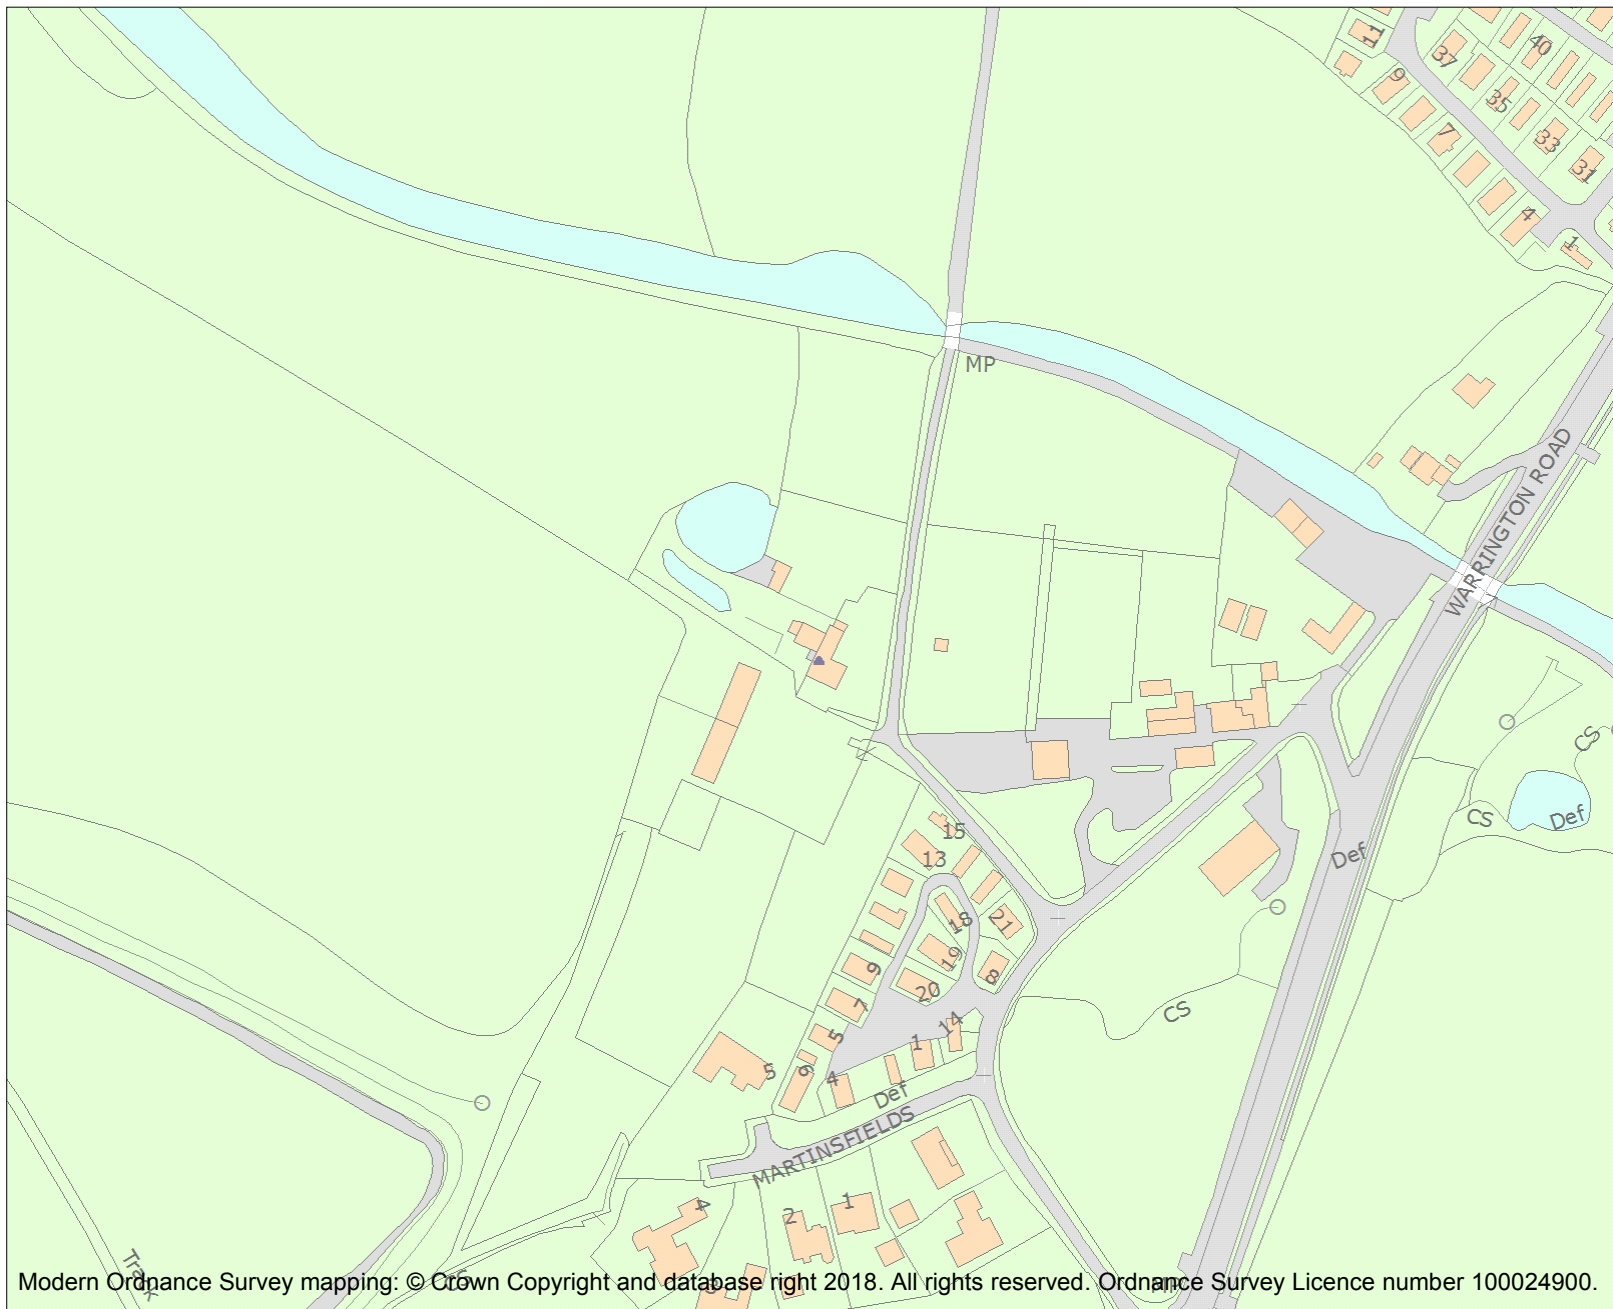 11
40
37
9
35
7
33
31
4
1
MP
WARRINGTON ROAD
CS
CS
Def
Def
15
13
18
21
19
9
8
20
7
CS
14
5
1
5
6
4
Def
MARTINSFIELDS
4
1
2
Track
Modern Ordnance Survey mapping: © Crown Copyright and database right 2018. All rights reserved. Ordnance Survey Licence number 100024900.